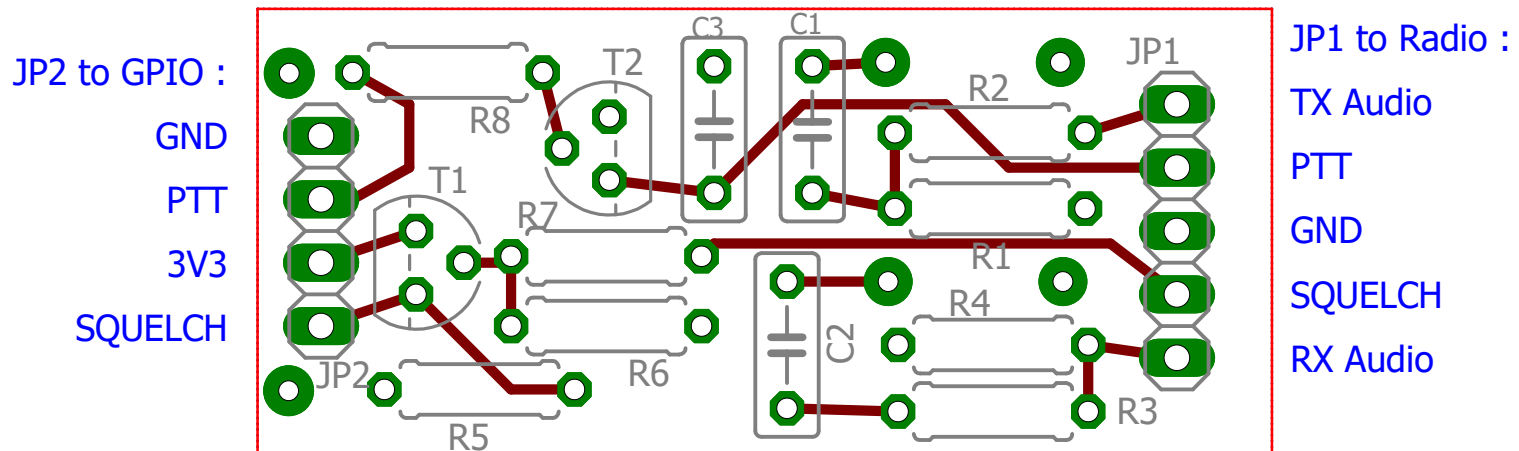 JP2 to GPIO :
GND
PTT
3V3
SQUELCH
R8
T2
C3
C1
R2
JP1
T1
R7
R1
R4
C2
JP2
R6
R5
R3
JP1 to Radio :
TX Audio
PTT
GND
SQUELCH
RX Audio